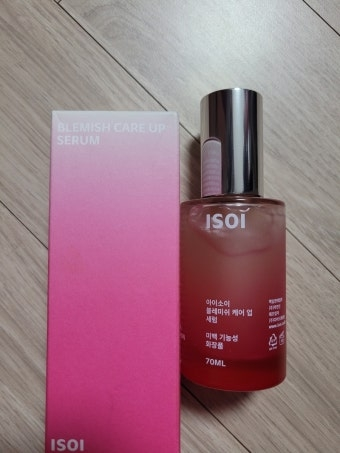 BLEMISH CARE UP
SERUM
ISOI
ISOI
아이소이
블레미쉬 케어 업
세럼
미백 기능성
화장품
70ML